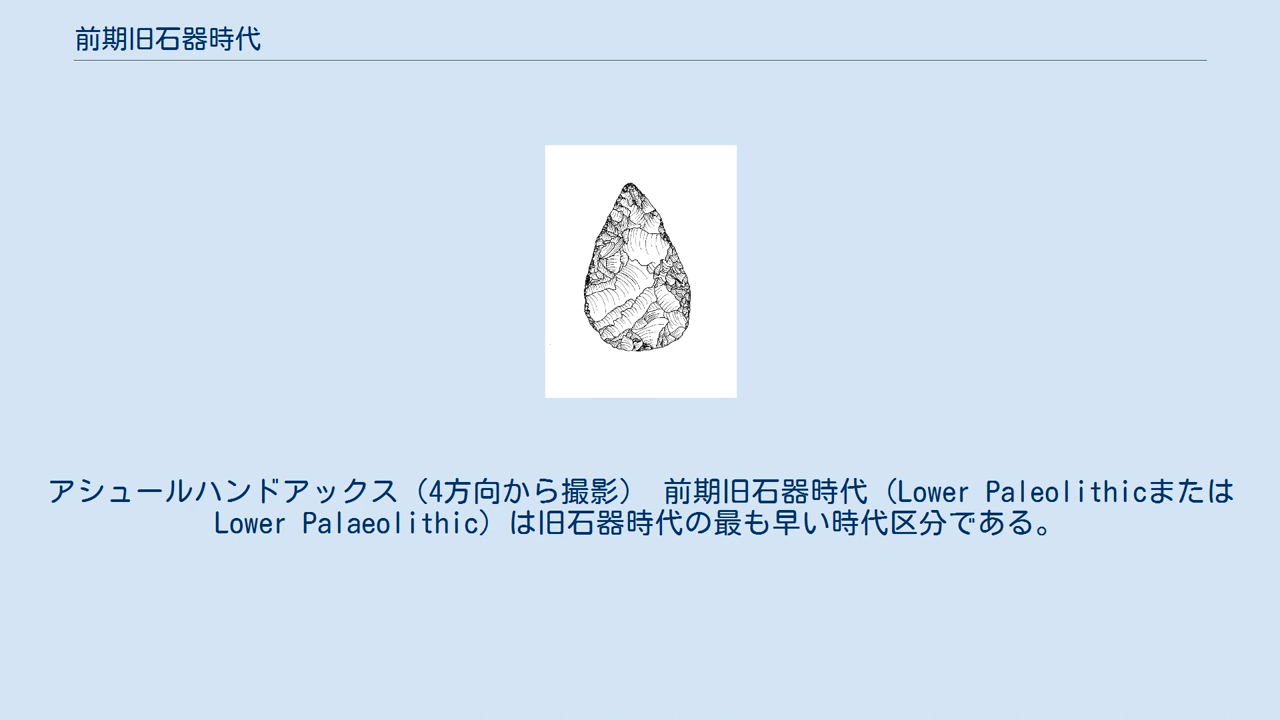 前期旧石器時代
アシュールハンドアックス（4方向から撮影） 前期旧石器時代（Lower Paleolithicまたは
Lower Palaeolithic）は旧石器時代の最も早い時代区分である。